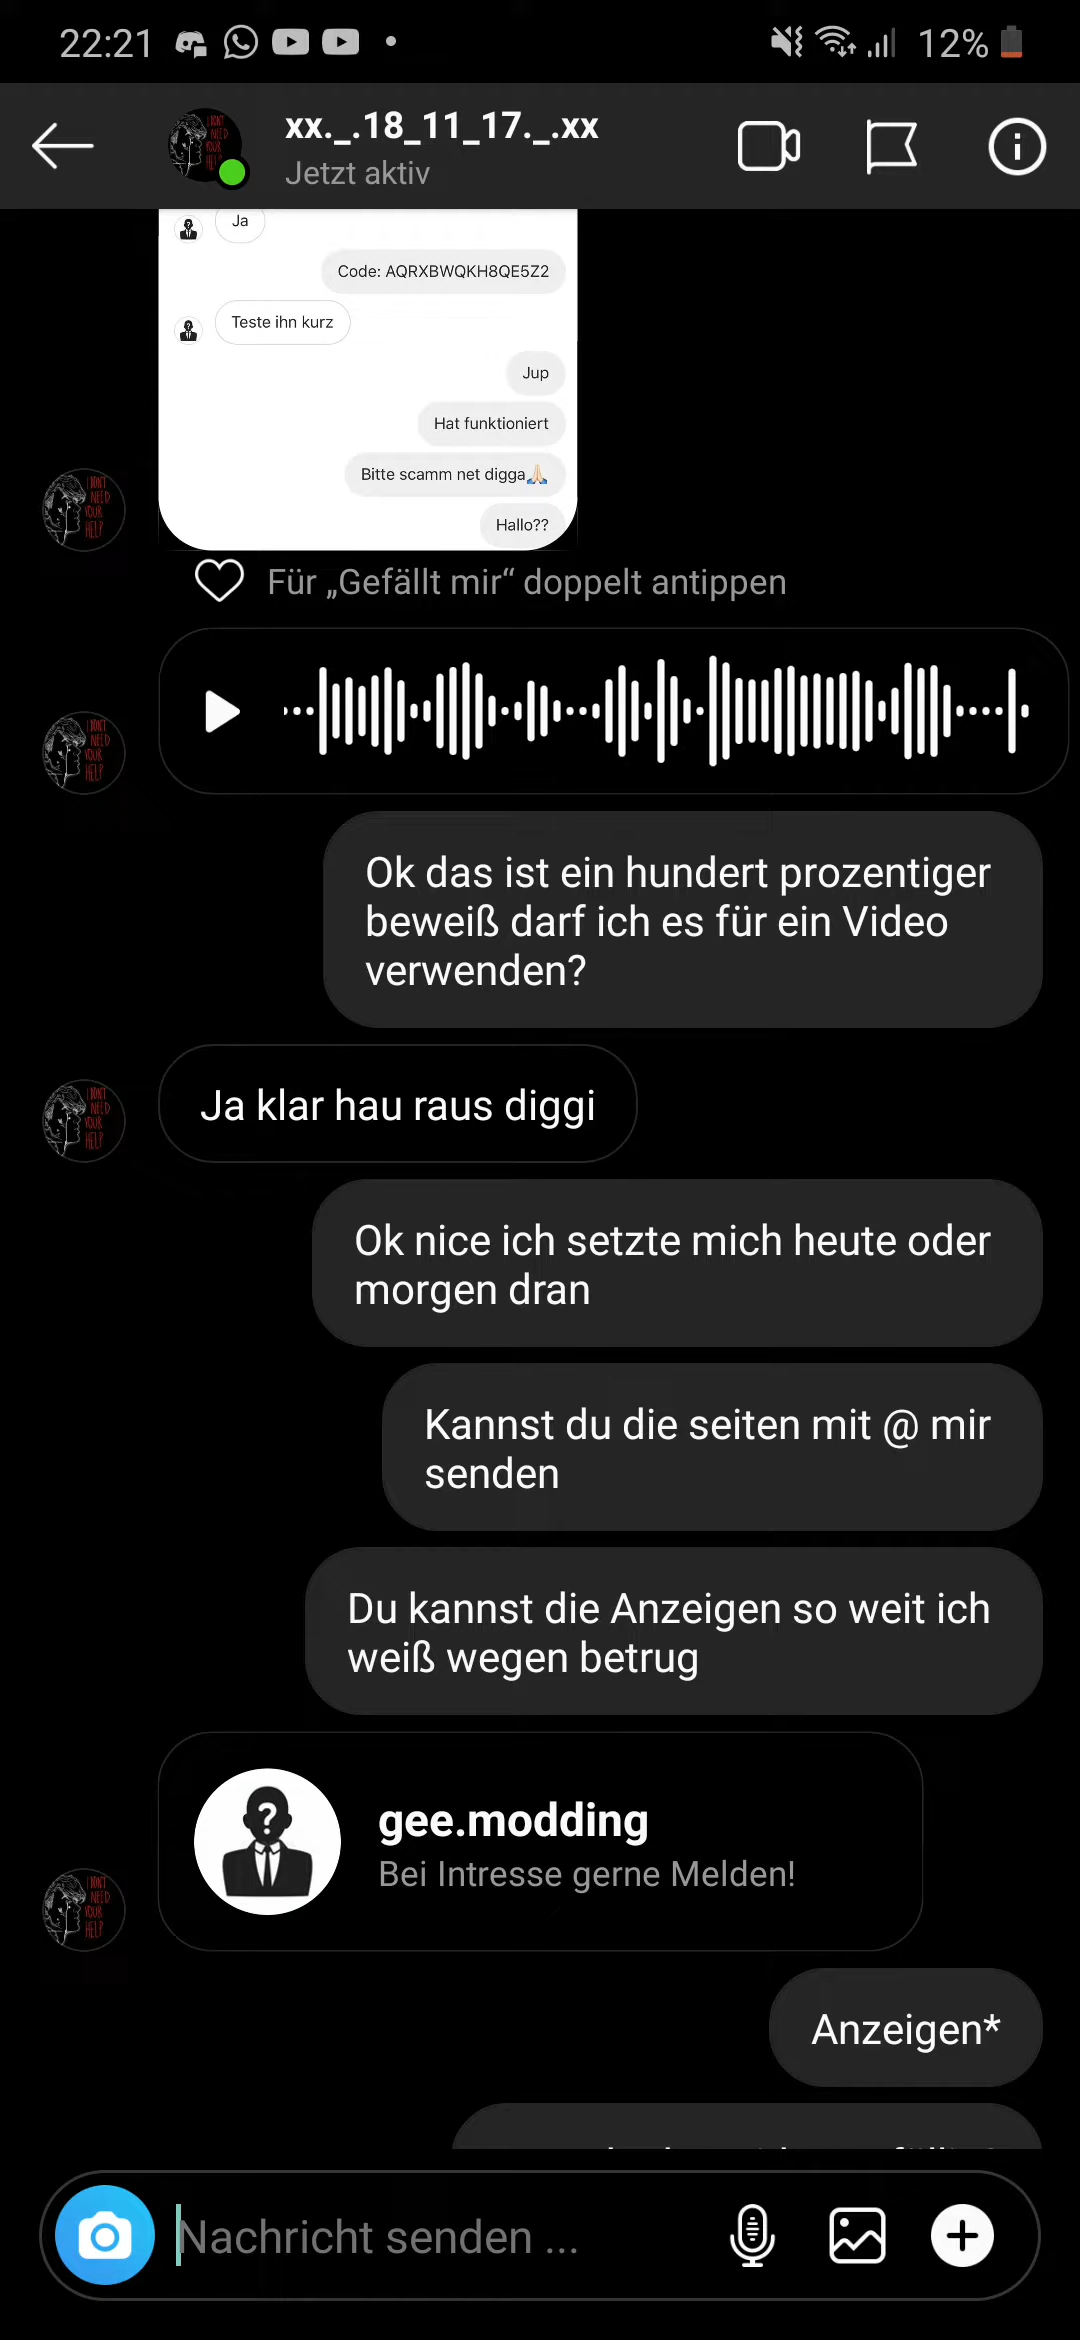 22:21
12%
xx._.18_11_17._.xx
Jetzt aktiv
Ja
Code: AQRXBWQKH8QE5Z2
Teste ihn kurz
Jup
Hat funktioniert
Bitte scamm net digga🙏🏻
Hallo??
I DON'T
NEED
YOUR
HELP
Für „Gefällt mir“ doppelt antippen
Ok das ist ein hundert prozentiger
beweiß darf ich es für ein Video
verwenden?
Ja klar hau raus diggi
Ok nice ich setzte mich heute oder
morgen dran
Kannst du die seiten mit @ mir
senden
Du kannst die Anzeigen so weit ich
weiß wegen betrug
gee.modding
Bei Intresse gerne Melden!
Anzeigen*
Nachricht senden ...